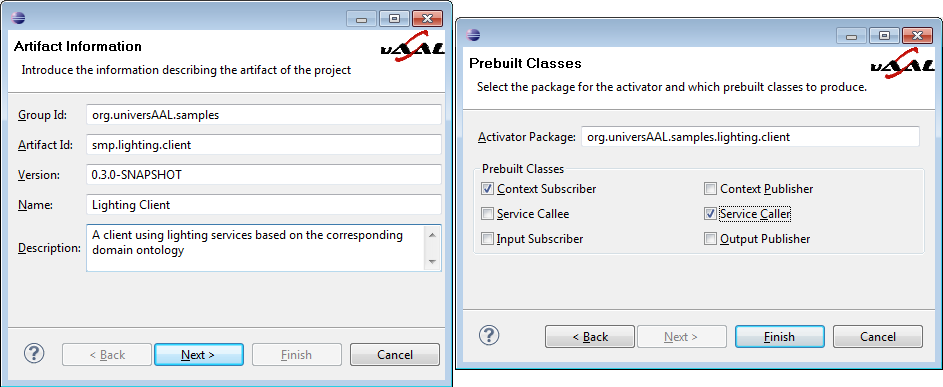 Artifact Information
uAAL
Introduce the information describing the artifact of the project
Group Id: org.universAAL.samples
Artifact Id: smp.lighting.client
Version: 0.3.0-SNAPSHOT
Name: Lighting Client
Description: A client using lighting services based on the corresponding
domain ontology
? < Back Next > Finish Cancel
Prebuilt Classes
uAAL
Select the package for the activator and which prebuilt classes to produce.
Activator Package: org.universAAL.samples.lighting.client
Prebuilt Classes
Context Subscriber Context Publisher
Service Callee Service Caller
Input Subscriber Output Publisher
? < Back Next > Finish Cancel